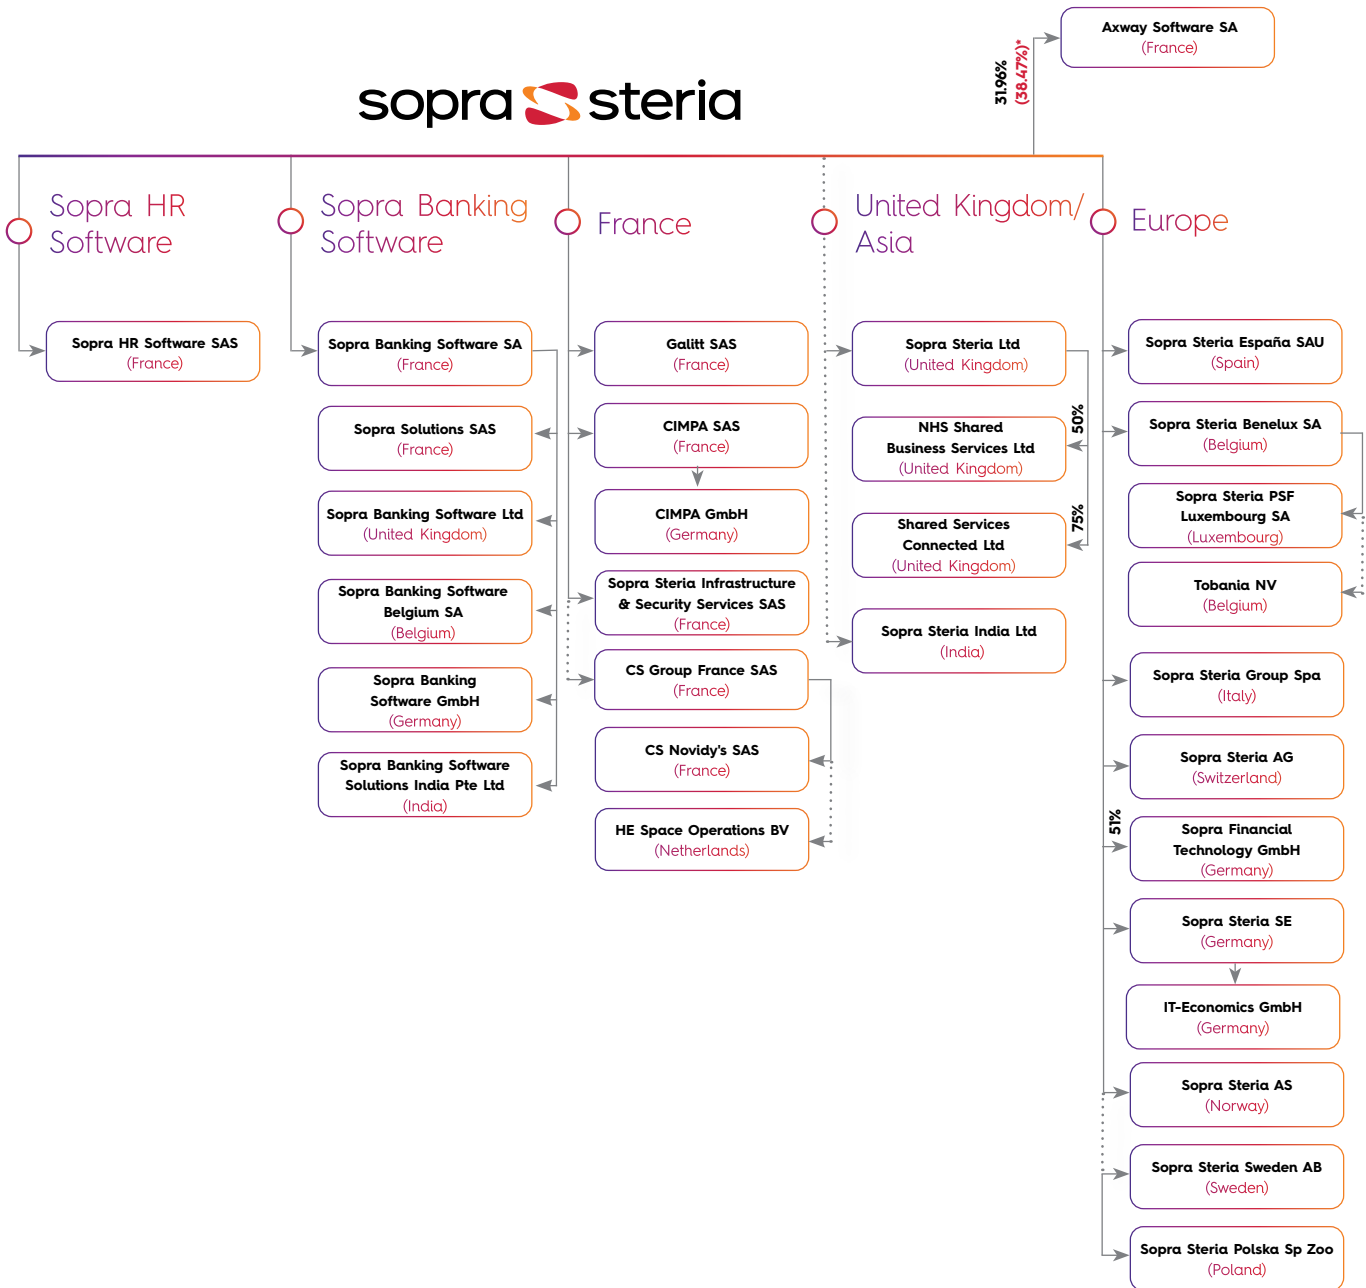 Axway Software SA
(France)
31.96%
(38.47%)*
sopra steria
Sopra HR
Software
Sopra Banking
Software
France
United Kingdom/
Asia
Europe
Sopra HR Software SAS
(France)
Sopra Banking Software SA
(France)
Sopra Solutions SAS
(France)
Sopra Banking Software Ltd
(United Kingdom)
Sopra Banking Software
Belgium SA
(Belgium)
Sopra Banking
Software GmbH
(Germany)
Sopra Banking Software
Solutions India Pte Ltd
(India)
Galitt SAS
(France)
CIMPA SAS
(France)
CIMPA GmbH
(Germany)
Sopra Steria Infrastructure
& Security Services SAS
(France)
CS Group France SAS
(France)
CS Novidy's SAS
(France)
HE Space Operations BV
(Netherlands)
Sopra Steria Ltd
(United Kingdom)
50%
NHS Shared
Business Services Ltd
(United Kingdom)
75%
Shared Services
Connected Ltd
(United Kingdom)
Sopra Steria India Ltd
(India)
Sopra Steria España SAU
(Spain)
Sopra Steria Benelux SA
(Belgium)
Sopra Steria PSF
Luxembourg SA
(Luxembourg)
Tobania NV
(Belgium)
Sopra Steria Group Spa
(Italy)
Sopra Steria AG
(Switzerland)
51%
Sopra Financial
Technology GmbH
(Germany)
Sopra Steria SE
(Germany)
IT-Economics GmbH
(Germany)
Sopra Steria AS
(Norway)
Sopra Steria Sweden AB
(Sweden)
Sopra Steria Polska Sp Zoo
(Poland)